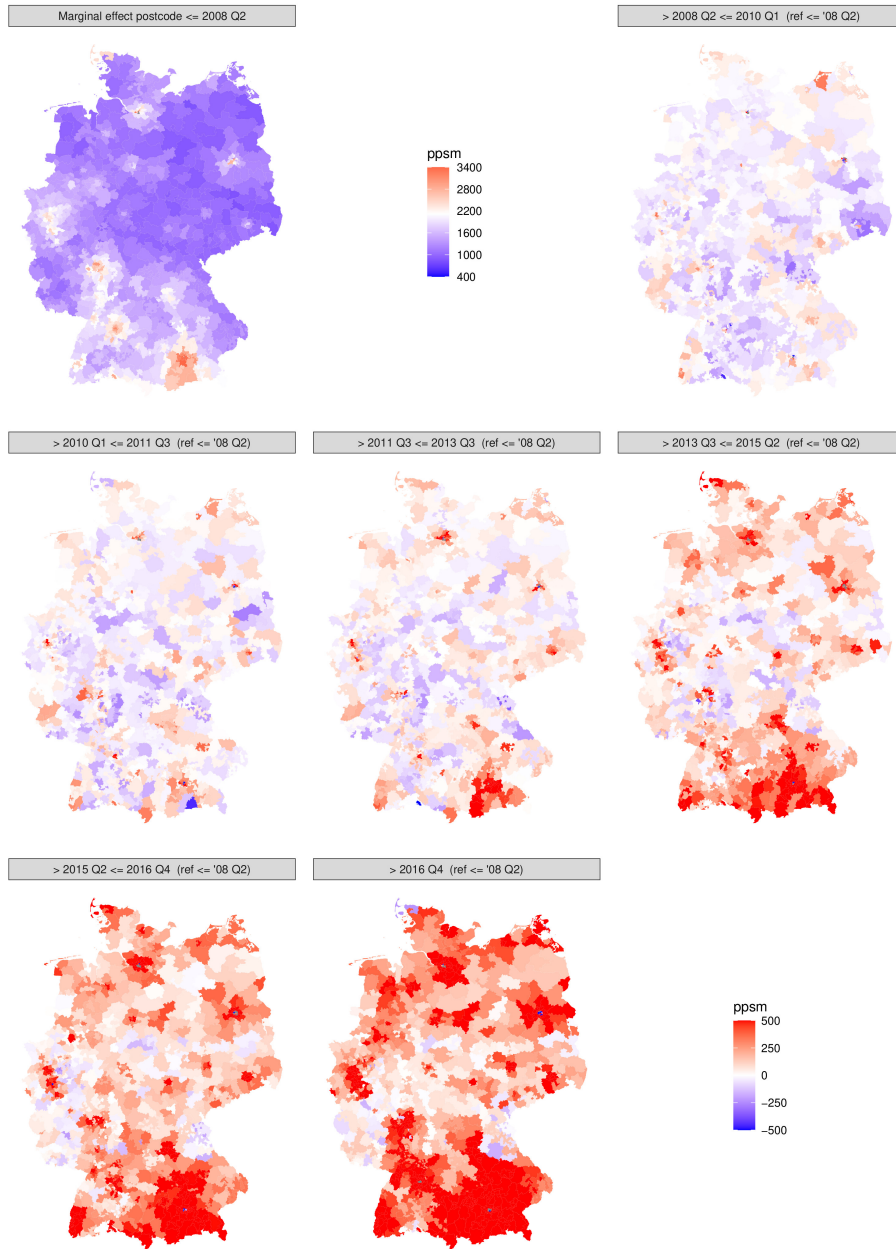 Marginal effect postcode <= 2008 Q2
> 2008 Q2 <= 2010 Q1 (ref <= '08 Q2)
ppsm
3400
2800
2200
1600
1000
400
> 2010 Q1 <= 2011 Q3 (ref <= '08 Q2)
> 2011 Q3 <= 2013 Q3 (ref <= '08 Q2)
> 2013 Q3 <= 2015 Q2 (ref <= '08 Q2)
> 2015 Q2 <= 2016 Q4 (ref <= '08 Q2)
> 2016 Q4 (ref <= '08 Q2)
ppsm
500
250
0
−250
−500